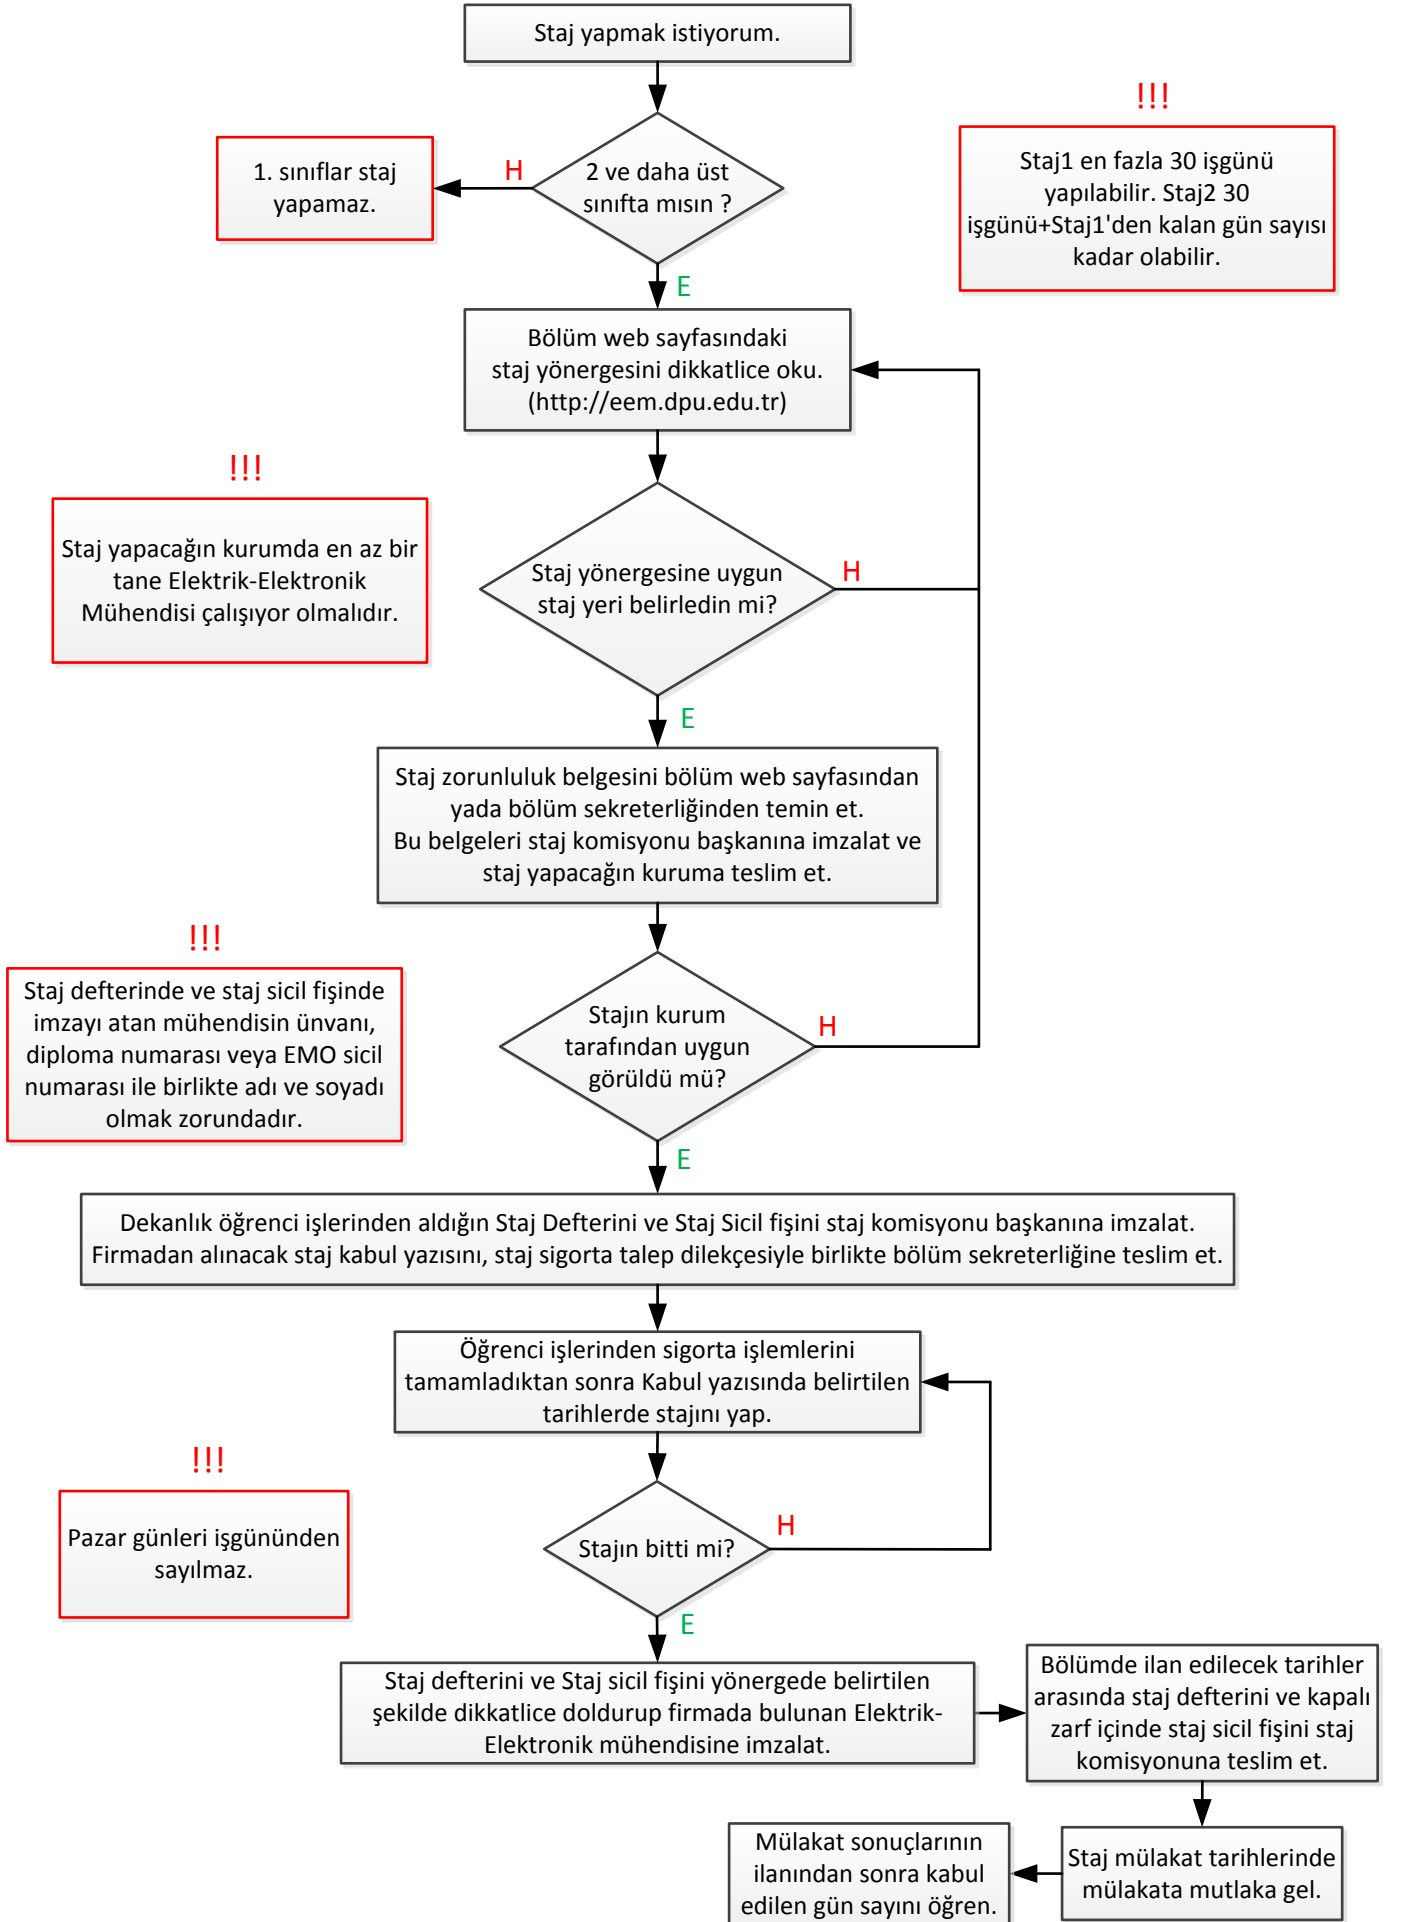 Staj yapmak istiyorum.
!!!
Staj1 en fazla 30 işgünü
yapılabilir. Staj2 30
işgünü+Staj1'den kalan gün sayısı
kadar olabilir.
2 ve daha üst
sınıfta mısın ?
H
1. sınıflar staj
yapamaz.
E
Bölüm web sayfasındaki
staj yönergesini dikkatlice oku.
(http://eem.dpu.edu.tr)
!!!
Staj yapacağın kurumda en az bir
tane Elektrik-Elektronik
Mühendisi çalışıyor olmalıdır.
Staj yönergesine uygun
staj yeri belirledin mi?
H
E
Staj zorunluluk belgesini bölüm web sayfasından
yada bölüm sekreterliğinden temin et.
Bu belgeleri staj komisyonu başkanına imzalat ve
staj yapacağın kuruma teslim et.
!!!
Staj defterinde ve staj sicil fişinde
imzayı atan mühendisin ünvanı,
diploma numarası veya EMO sicil
numarası ile birlikte adı ve soyadı
olmak zorundadır.
Stajın kurum
tarafından uygun
görüldü mü?
H
E
Dekanlık öğrenci işlerinden aldığın Staj Defterini ve Staj Sicil fişini staj komisyonu başkanına imzalat.
Firmadan alınacak staj kabul yazısını, staj sigorta talep dilekçesiyle birlikte bölüm sekreterliğine teslim et.
Öğrenci işlerinden sigorta işlemlerini
tamamladıktan sonra Kabul yazısında belirtilen
tarihlerde stajını yap.
!!!
Pazar günleri işgününden
sayılmaz.
Stajın bitti mi?
H
E
Staj defterini ve Staj sicil fişini yönergede belirtilen
şekilde dikkatlice doldurup firmada bulunan Elektrik-
Elektronik mühendisine imzalat.
Bölümde ilan edilecek tarihler
arasında staj defterini ve kapalı
zarf içinde staj sicil fişini staj
komisyonuna teslim et.
Staj mülakat tarihlerinde
mülakata mutlaka gel.
Mülakat sonuçlarının
ilanından sonra kabul
edilen gün sayını öğren.